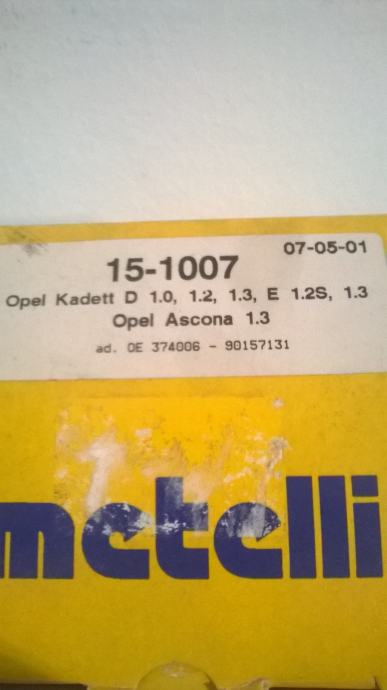 07-05-01
15-1007
Opel Kadett D 1.0, 1.2, 1.3, E 1.2S, 1.3
Opel Ascona 1.3
ad. OE 374006 - 90157131
metelli